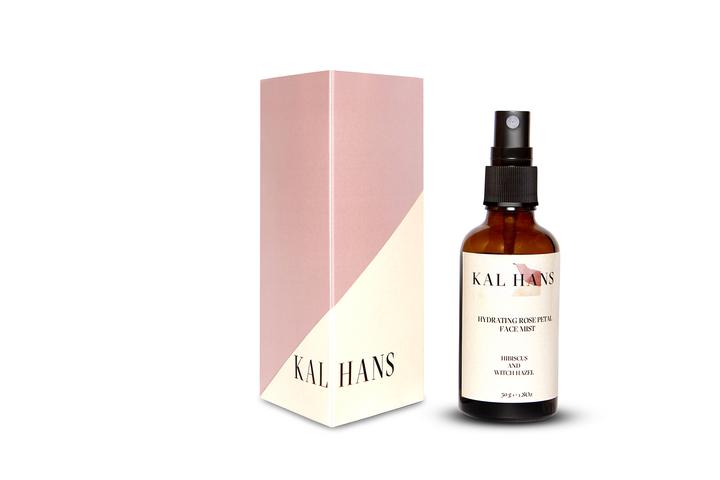 KAL HANS
KAL HANS
HYDRATING ROSE PETAL
FACE MIST
HIBISCUS
AND
WITCH HAZEL